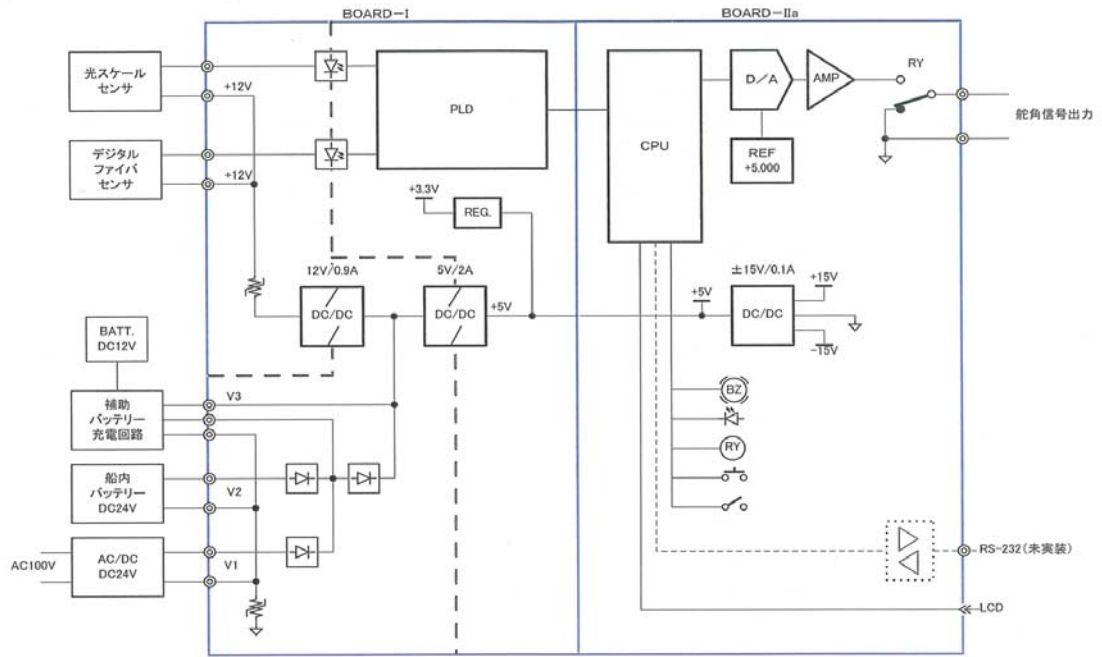 BOARD-I
BOARD-IIa
光スケール
センサ
+12V
デジタル
ファイバ
センサ
+12V
PLD
CPU
D/A
AMP
RY
舵角信号出力
REF
+5.000
+3.3V
REG.
12V/0.9A
DC/DC
5V/2A
DC/DC
+5V
+5V
±15V/0.1A
DC/DC
+15V
-15V
BATT.
DC12V
補助
バッテリー
充電回路
V3
船内
バッテリー
DC24V
V2
AC100V
AC/DC
DC24V
V1
BZ
RY
RS-232(未実装)
LCD